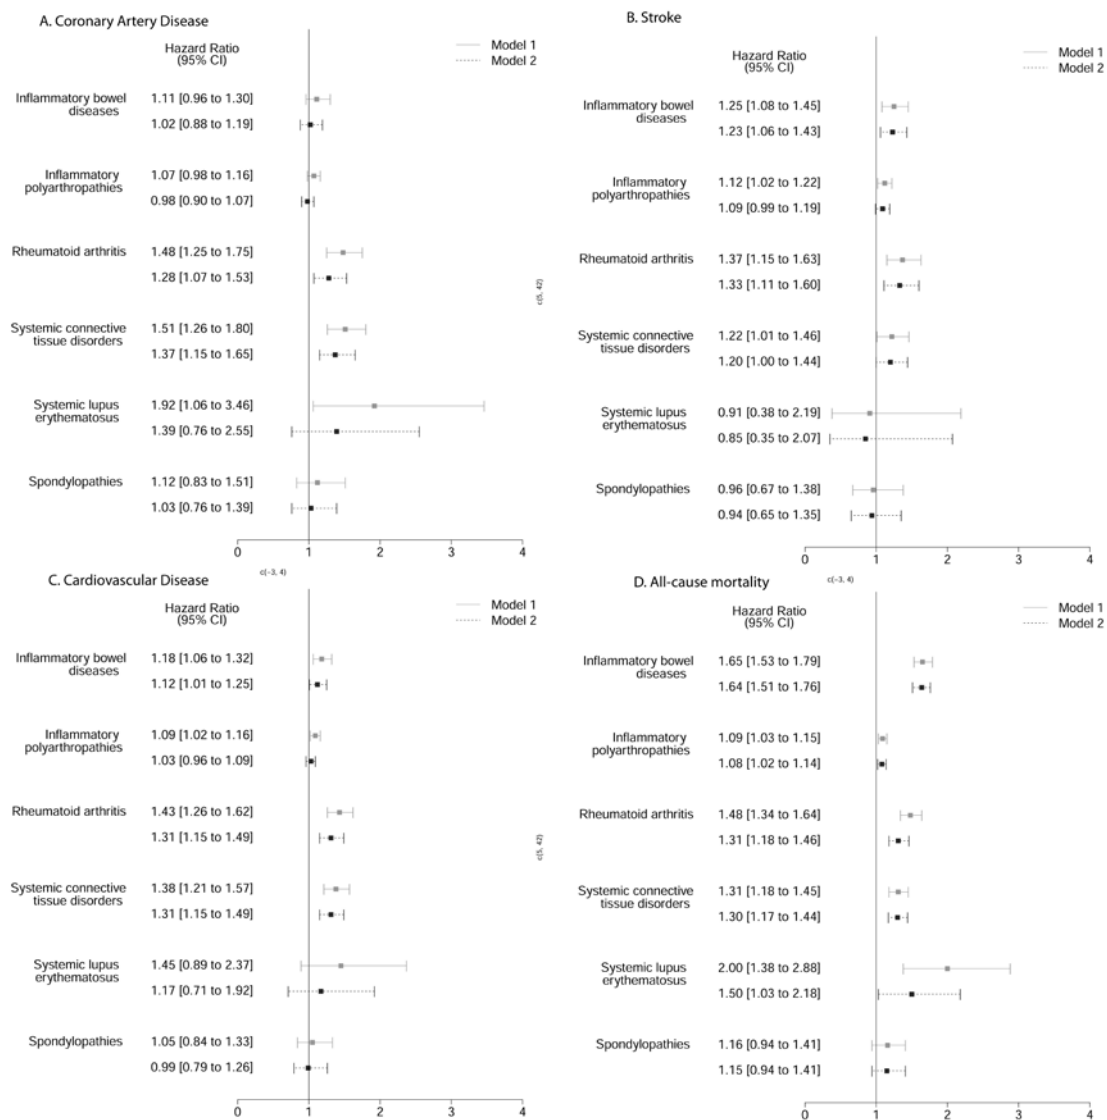 A. Coronary Artery Disease
Hazard Ratio
(95% CI)
Model 1
Model 2
Inflammatory bowel
diseases
1.11 [0.96 to 1.30]
1.02 [0.88 to 1.19]
Inflammatory
polyarthropathies
1.07 [0.98 to 1.16]
0.98 [0.90 to 1.07]
Rheumatoid arthritis
1.48 [1.25 to 1.75]
1.28 [1.07 to 1.53]
Systemic connective
tissue disorders
1.51 [1.26 to 1.80]
1.37 [1.15 to 1.65]
Systemic lupus
erythematosus
1.92 [1.06 to 3.46]
1.39 [0.76 to 2.55]
Spondylopathies
1.12 [0.83 to 1.51]
1.03 [0.76 to 1.39]
0 1 2 3 4
c(−3, 4)
B. Stroke
Hazard Ratio
(95% CI)
Model 1
Model 2
c(5, 42)
Inflammatory bowel
diseases
1.25 [1.08 to 1.45]
1.23 [1.06 to 1.43]
Inflammatory
polyarthropathies
1.12 [1.02 to 1.22]
1.09 [0.99 to 1.19]
Rheumatoid arthritis
1.37 [1.15 to 1.63]
1.33 [1.11 to 1.60]
Systemic connective
tissue disorders
1.22 [1.01 to 1.46]
1.20 [1.00 to 1.44]
Systemic lupus
erythematosus
0.91 [0.38 to 2.19]
0.85 [0.35 to 2.07]
Spondylopathies
0.96 [0.67 to 1.38]
0.94 [0.65 to 1.35]
0 1 2 3 4
c(−3, 4)
C. Cardiovascular Disease
Hazard Ratio
(95% CI)
Model 1
Model 2
Inflammatory bowel
diseases
1.18 [1.06 to 1.32]
1.12 [1.01 to 1.25]
Inflammatory
polyarthropathies
1.09 [1.02 to 1.16]
1.03 [0.96 to 1.09]
Rheumatoid arthritis
1.43 [1.26 to 1.62]
1.31 [1.15 to 1.49]
Systemic connective
tissue disorders
1.38 [1.21 to 1.57]
1.31 [1.15 to 1.49]
Systemic lupus
erythematosus
1.45 [0.89 to 2.37]
1.17 [0.71 to 1.92]
Spondylopathies
1.05 [0.84 to 1.33]
0.99 [0.79 to 1.26]
0 1 2 3 4
D. All-cause mortality
Hazard Ratio
(95% CI)
Model 1
Model 2
c(5, 42)
Inflammatory bowel
diseases
1.65 [1.53 to 1.79]
1.64 [1.51 to 1.76]
Inflammatory
polyarthropathies
1.09 [1.03 to 1.15]
1.08 [1.02 to 1.14]
Rheumatoid arthritis
1.48 [1.34 to 1.64]
1.31 [1.18 to 1.46]
Systemic connective
tissue disorders
1.31 [1.18 to 1.45]
1.30 [1.17 to 1.44]
Systemic lupus
erythematosus
2.00 [1.38 to 2.88]
1.50 [1.03 to 2.18]
Spondylopathies
1.16 [0.94 to 1.41]
1.15 [0.94 to 1.41]
0 1 2 3 4